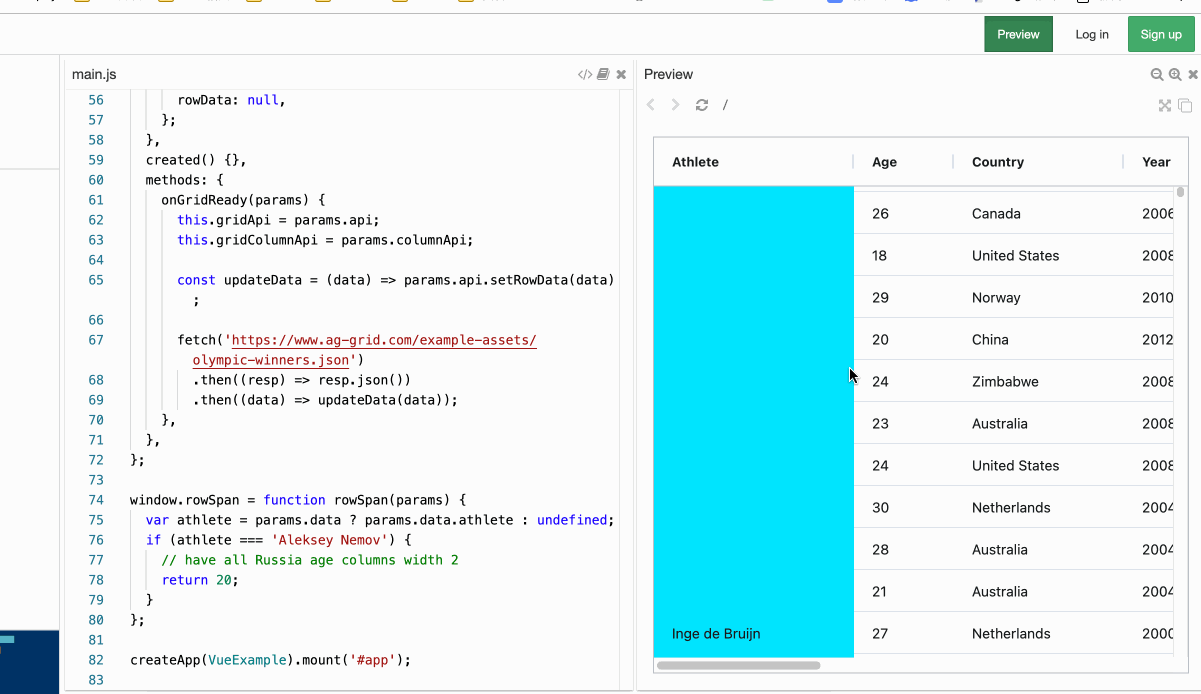 Preview
Log in
Sign up
main.js
</>
56 rowData: null,
57 };
58 },
59 created() {},
60 methods: {
61 onGridReady(params) {
62 this.gridApi = params.api;
63 this.gridColumnApi = params.columnApi;
64
65 const updateData = (data) => params.api.setRowData(data)
;
66
67 fetch('https://www.ag-grid.com/example-assets/
olympic-winners.json')
68 .then((resp) => resp.json())
69 .then((data) => updateData(data));
70 },
71 },
72 };
73
74 window.rowSpan = function rowSpan(params) {
75 var athlete = params.data ? params.data.athlete : undefined;
76 if (athlete === 'Aleksey Nemov') {
77 // have all Russia age columns width 2
78 return 20;
79 }
80 };
81
82 createApp(VueExample).mount('#app');
83
Preview
/
Athlete Age Country Year
26 Canada 2006
18 United States 2008
29 Norway 2010
20 China 2012
24 Zimbabwe 2008
23 Australia 2008
24 United States 2008
30 Netherlands 2004
28 Australia 2004
21 Australia 2004
Inge de Bruijn 27 Netherlands 2000